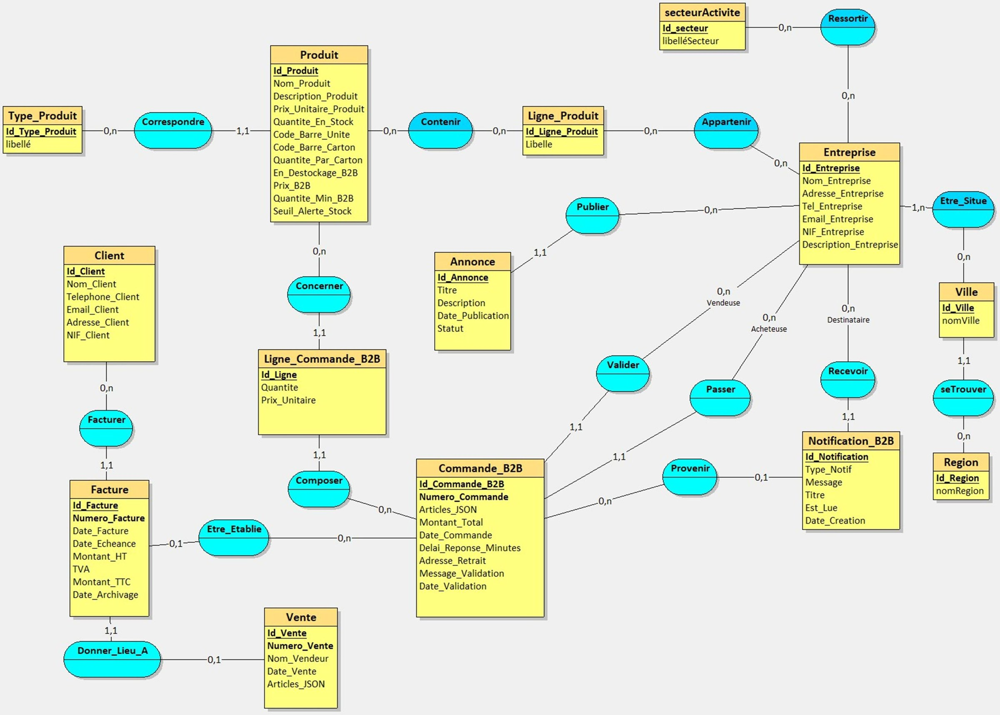 secteurActivite
Id_secteur
libelléSecteur
0,n
Ressortir
0,n
Produit
Id_Produit
Nom_Produit
Description_Produit
Prix_Unitaire_Produit
Quantite_En_Stock
Code_Barre_Unite
Code_Barre_Carton
Quantite_Par_Carton
En_Destockage_B2B
Prix_B2B
Quantite_Min_B2B
Seuil_Alerte_Stock
Type_Produit
Id_Type_Produit
libellé
0,n
Correspondre
1,1
0,n
Contenir
0,n
Ligne_Produit
Id_Ligne_Produit
Libelle
0,n
Appartenir
0,n
Entreprise
Id_Entreprise
Nom_Entreprise
Adresse_Entreprise
Tel_Entreprise
Email_Entreprise
NIF_Entreprise
Description_Entreprise
1,n
Etre_Situe
0,n
Publier
0,n
1,1
Annonce
Id_Annonce
Titre
Description
Date_Publication
Statut
Client
Id_Client
Nom_Client
Telephone_Client
Email_Client
Adresse_Client
NIF_Client
0,n
Concerner
1,1
0,n
Vendeuse
0,n
Acheteuse
0,n
Destinataire
Ville
Id_Ville
nomVille
1,1
seTrouver
0,n
Region
Id_Region
nomRegion
Ligne_Commande_B2B
Id_Ligne
Quantite
Prix_Unitaire
1,1
Composer
0,n
Valider
1,1
Passer
1,1
Recevoir
1,1
Notification_B2B
Id_Notification
Type_Notif
Message
Titre
Est_Lue
Date_Creation
Provenir
0,1
0,n
0,n
Facturer
1,1
Facture
Id_Facture
Numero_Facture
Date_Facture
Date_Echeance
Montant_HT
TVA
Montant_TTC
Date_Archivage
0,1
Etre_Etablie
0,n
Commande_B2B
Id_Commande_B2B
Numero_Commande
Articles_JSON
Montant_Total
Date_Commande
Delai_Reponse_Minutes
Adresse_Retrait
Message_Validation
Date_Validation
1,1
Donner_Lieu_A
0,1
Vente
Id_Vente
Numero_Vente
Nom_Vendeur
Date_Vente
Articles_JSON